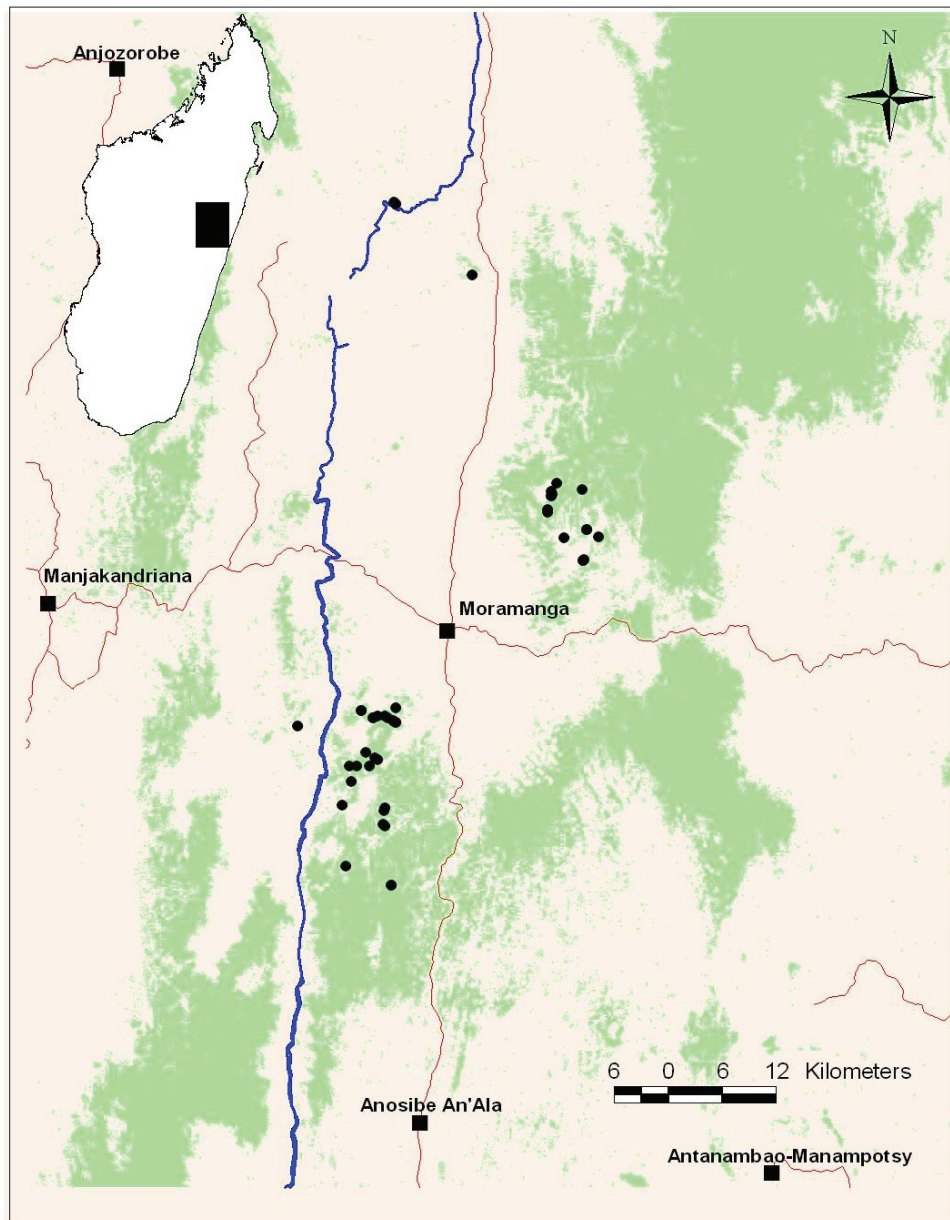 Anjozorobe
N
Manjakandriana
Moramanga
6 0 6 12 Kilometers
Anosibe An'Ala
Antanambao-Manampotsy